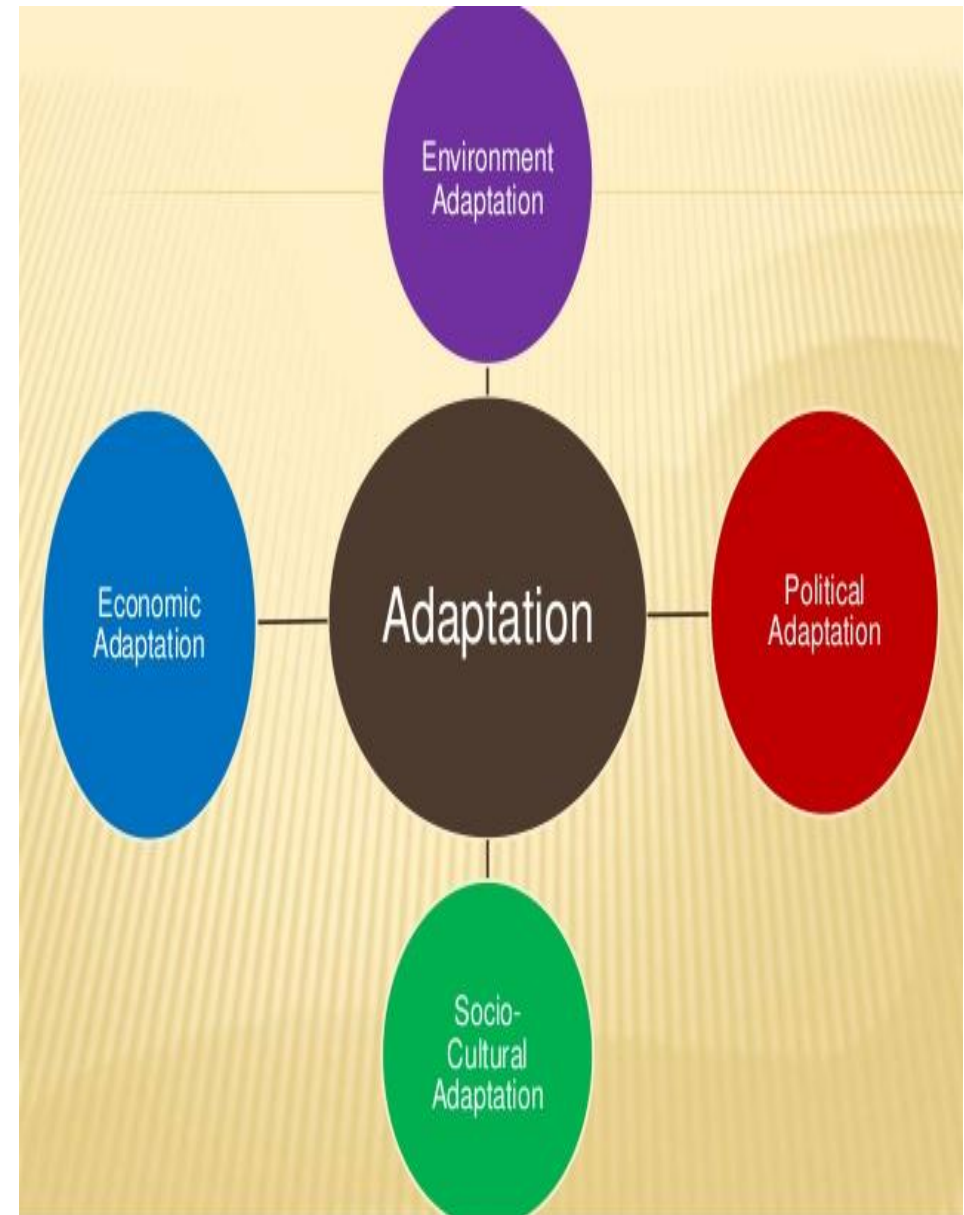 Environment
Adaptation
Economic
Adaptation
Adaptation
Political
Adaptation
Socio-
Cultural
Adaptation